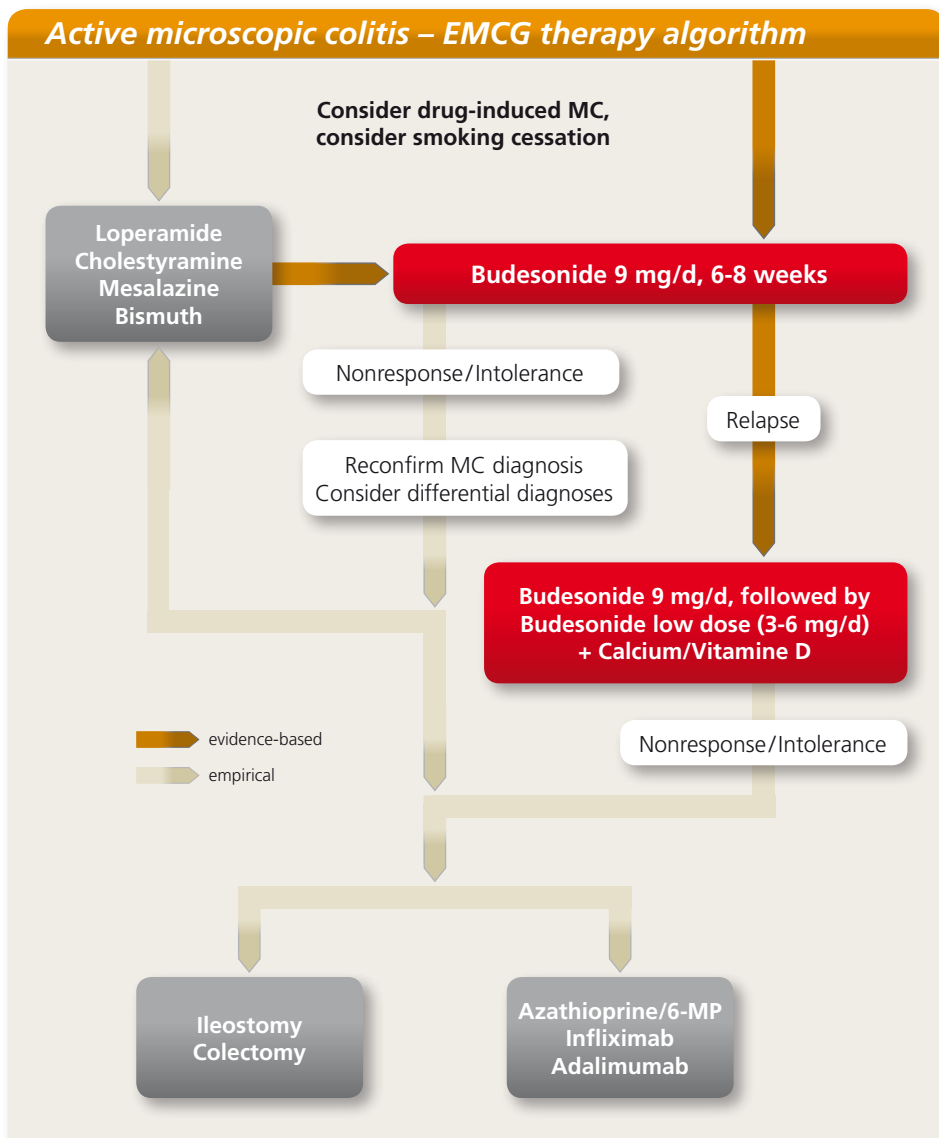 Active microscopic colitis – EMCG therapy algorithm
Consider drug-induced MC,
consider smoking cessation
Loperamide
Cholestyramine
Mesalazine
Bismuth
Budesonide 9 mg/d, 6-8 weeks
Nonresponse/Intolerance
Relapse
Reconfirm MC diagnosis
Consider differential diagnoses
Budesonide 9 mg/d, followed by
Budesonide low dose (3-6 mg/d)
+ Calcium/Vitamine D
evidence-based
empirical
Nonresponse/Intolerance
Ileostomy
Colectomy
Azathioprine/6-MP
Infliximab
Adalimumab